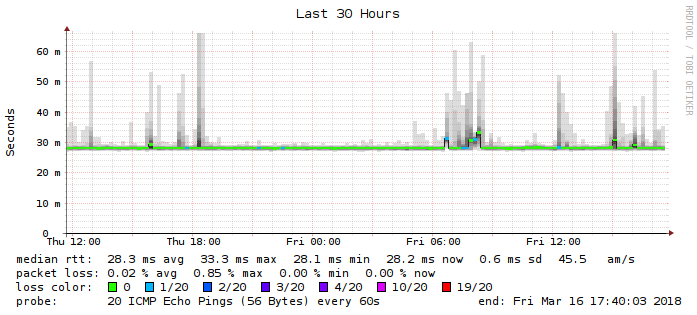 Last 30 Hours
RRDTOOL / TOBI OETIKER
Seconds
60 m
50 m
40 m
30 m
20 m
10 m
0
Thu 12:00 Thu 18:00 Fri 00:00 Fri 06:00 Fri 12:00
median rtt: 28.3 ms avg 33.3 ms max 28.1 ms min 28.2 ms now 0.6 ms sd 45.5 am/s
packet loss: 0.02 % avg 0.85 % max 0.00 % min 0.00 % now
loss color: 0 1/20 2/20 3/20 4/20 10/20 19/20
probe: 20 ICMP Echo Pings (56 Bytes) every 60s end: Fri Mar 16 17:40:03 2018